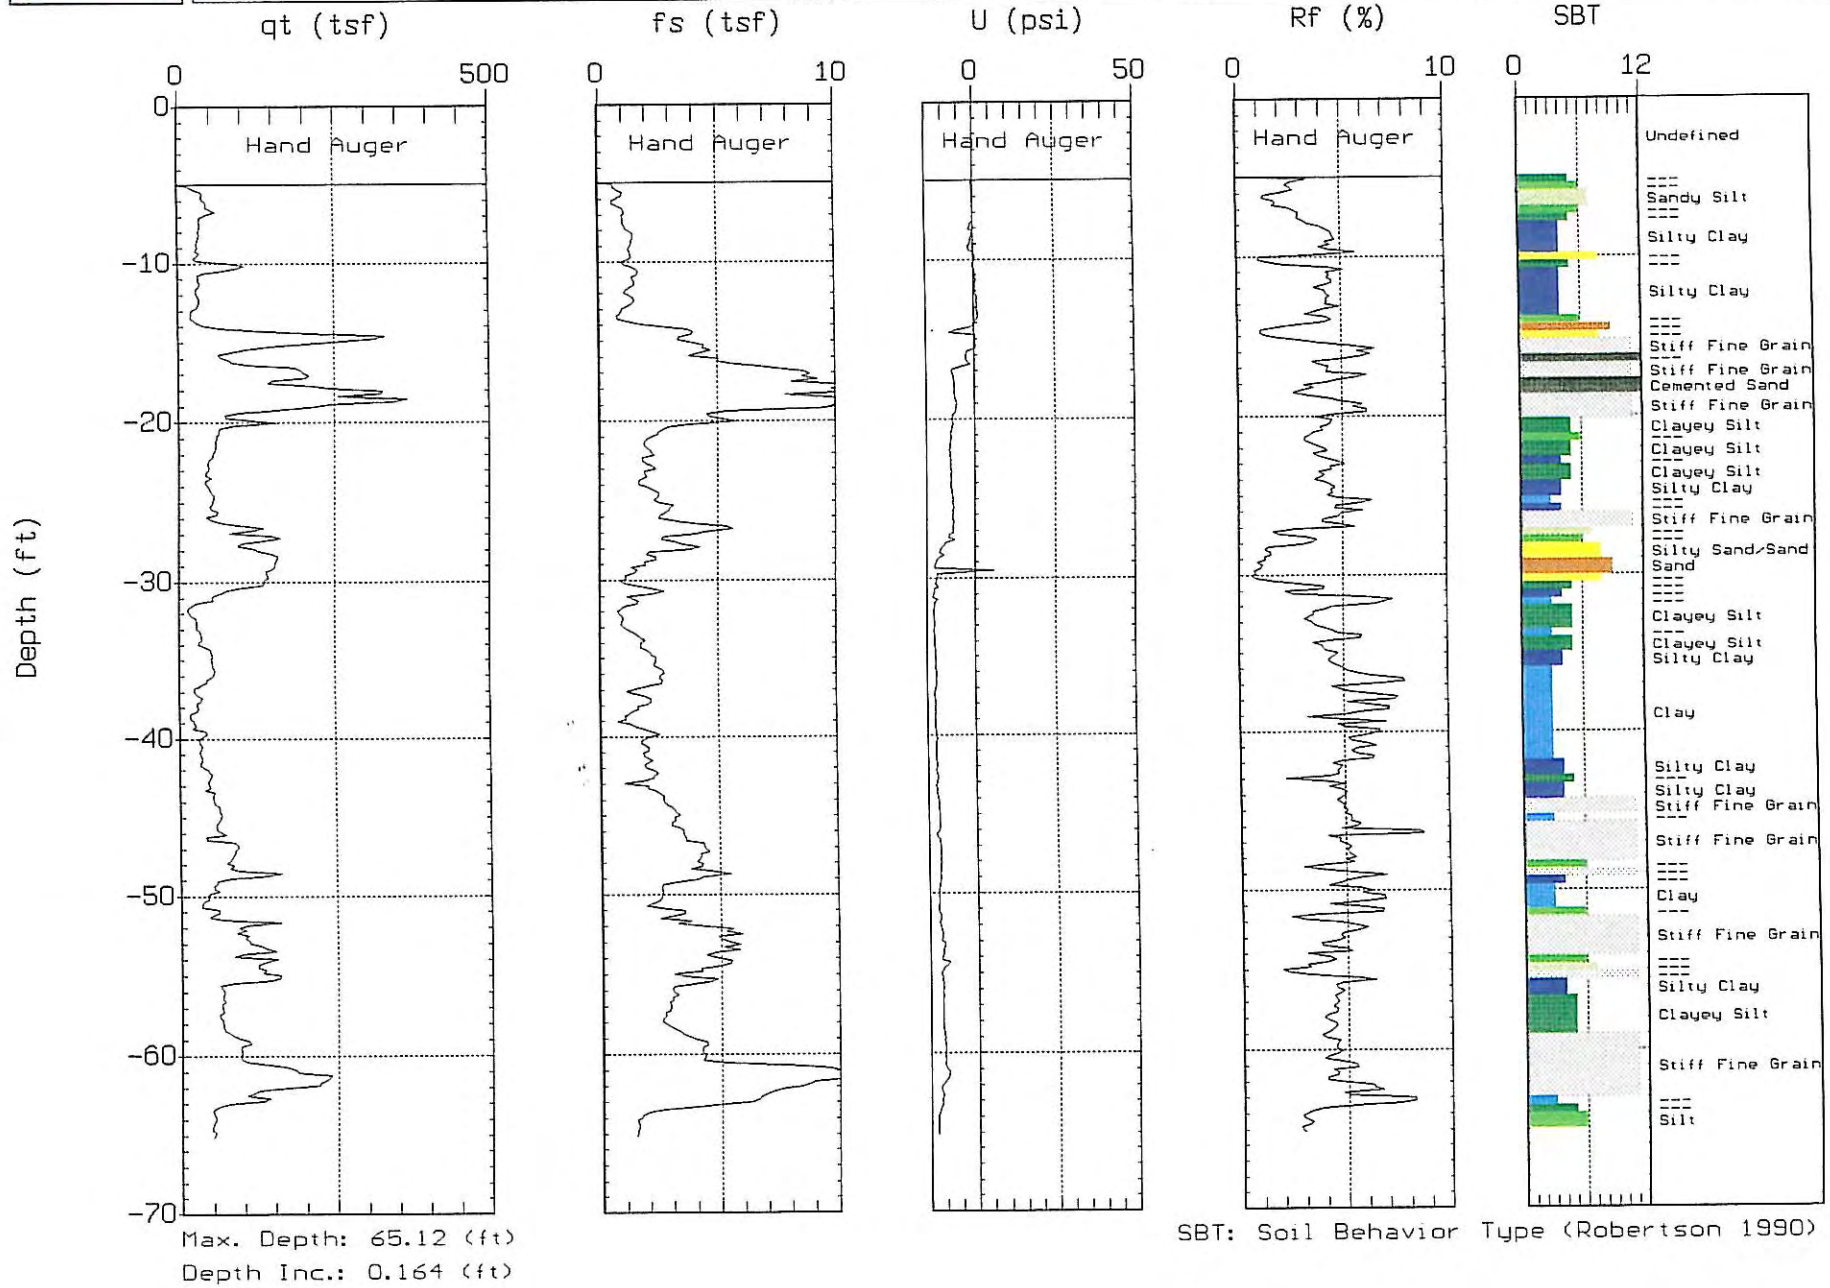 qt (tsf)
fs (tsf)
U (psi)
Rf (%)
SBT
0 500
0 10
0 50
0 10
0 12
Depth (ft)
0
-10
-20
-30
-40
-50
-60
-70
Hand Auger
Hand Auger
Hand Auger
Hand Auger
Undefined
---
---
Sandy Silt
---
---
Silty Clay
---
---
Silty Clay
---
---
---
Stiff Fine Grain
---
Stiff Fine Grain
Cemented Sand
Stiff Fine Grain
Clayey Silt
---
Clayey Silt
---
Clayey Silt
Silty Clay
---
---
Stiff Fine Grain
---
---
Silty Sand/Sand
Sand
---
---
---
---
Clayey Silt
---
Clayey Silt
Silty Clay
Clay
Silty Clay
---
Silty Clay
Stiff Fine Grain
---
Stiff Fine Grain
---
---
---
Clay
---
Stiff Fine Grain
---
---
---
Silty Clay
Clayey Silt
Stiff Fine Grain
---
---
Silt
Max. Depth: 65.12 (ft)
Depth Inc.: 0.164 (ft)
SBT: Soil Behavior Type (Robertson 1990)